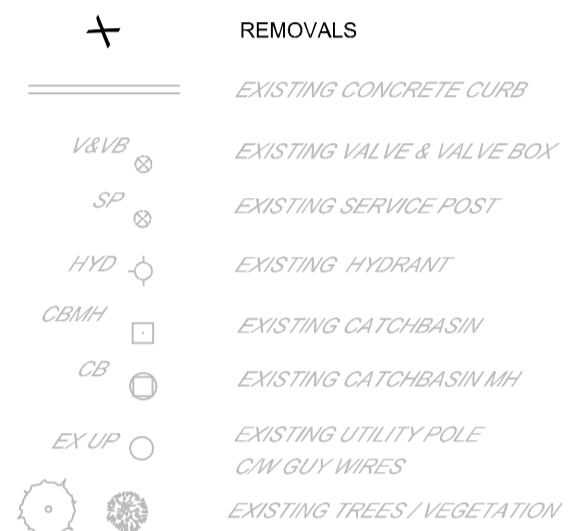 REMOVALS
EXISTING CONCRETE CURB
V&VB EXISTING VALVE & VALVE BOX
SP EXISTING SERVICE POST
HYD EXISTING HYDRANT
CBMH EXISTING CATCHBASIN
CB EXISTING CATCHBASIN MH
EX UP EXISTING UTILITY POLE
C/W GUY WIRES
EXISTING TREES / VEGETATION